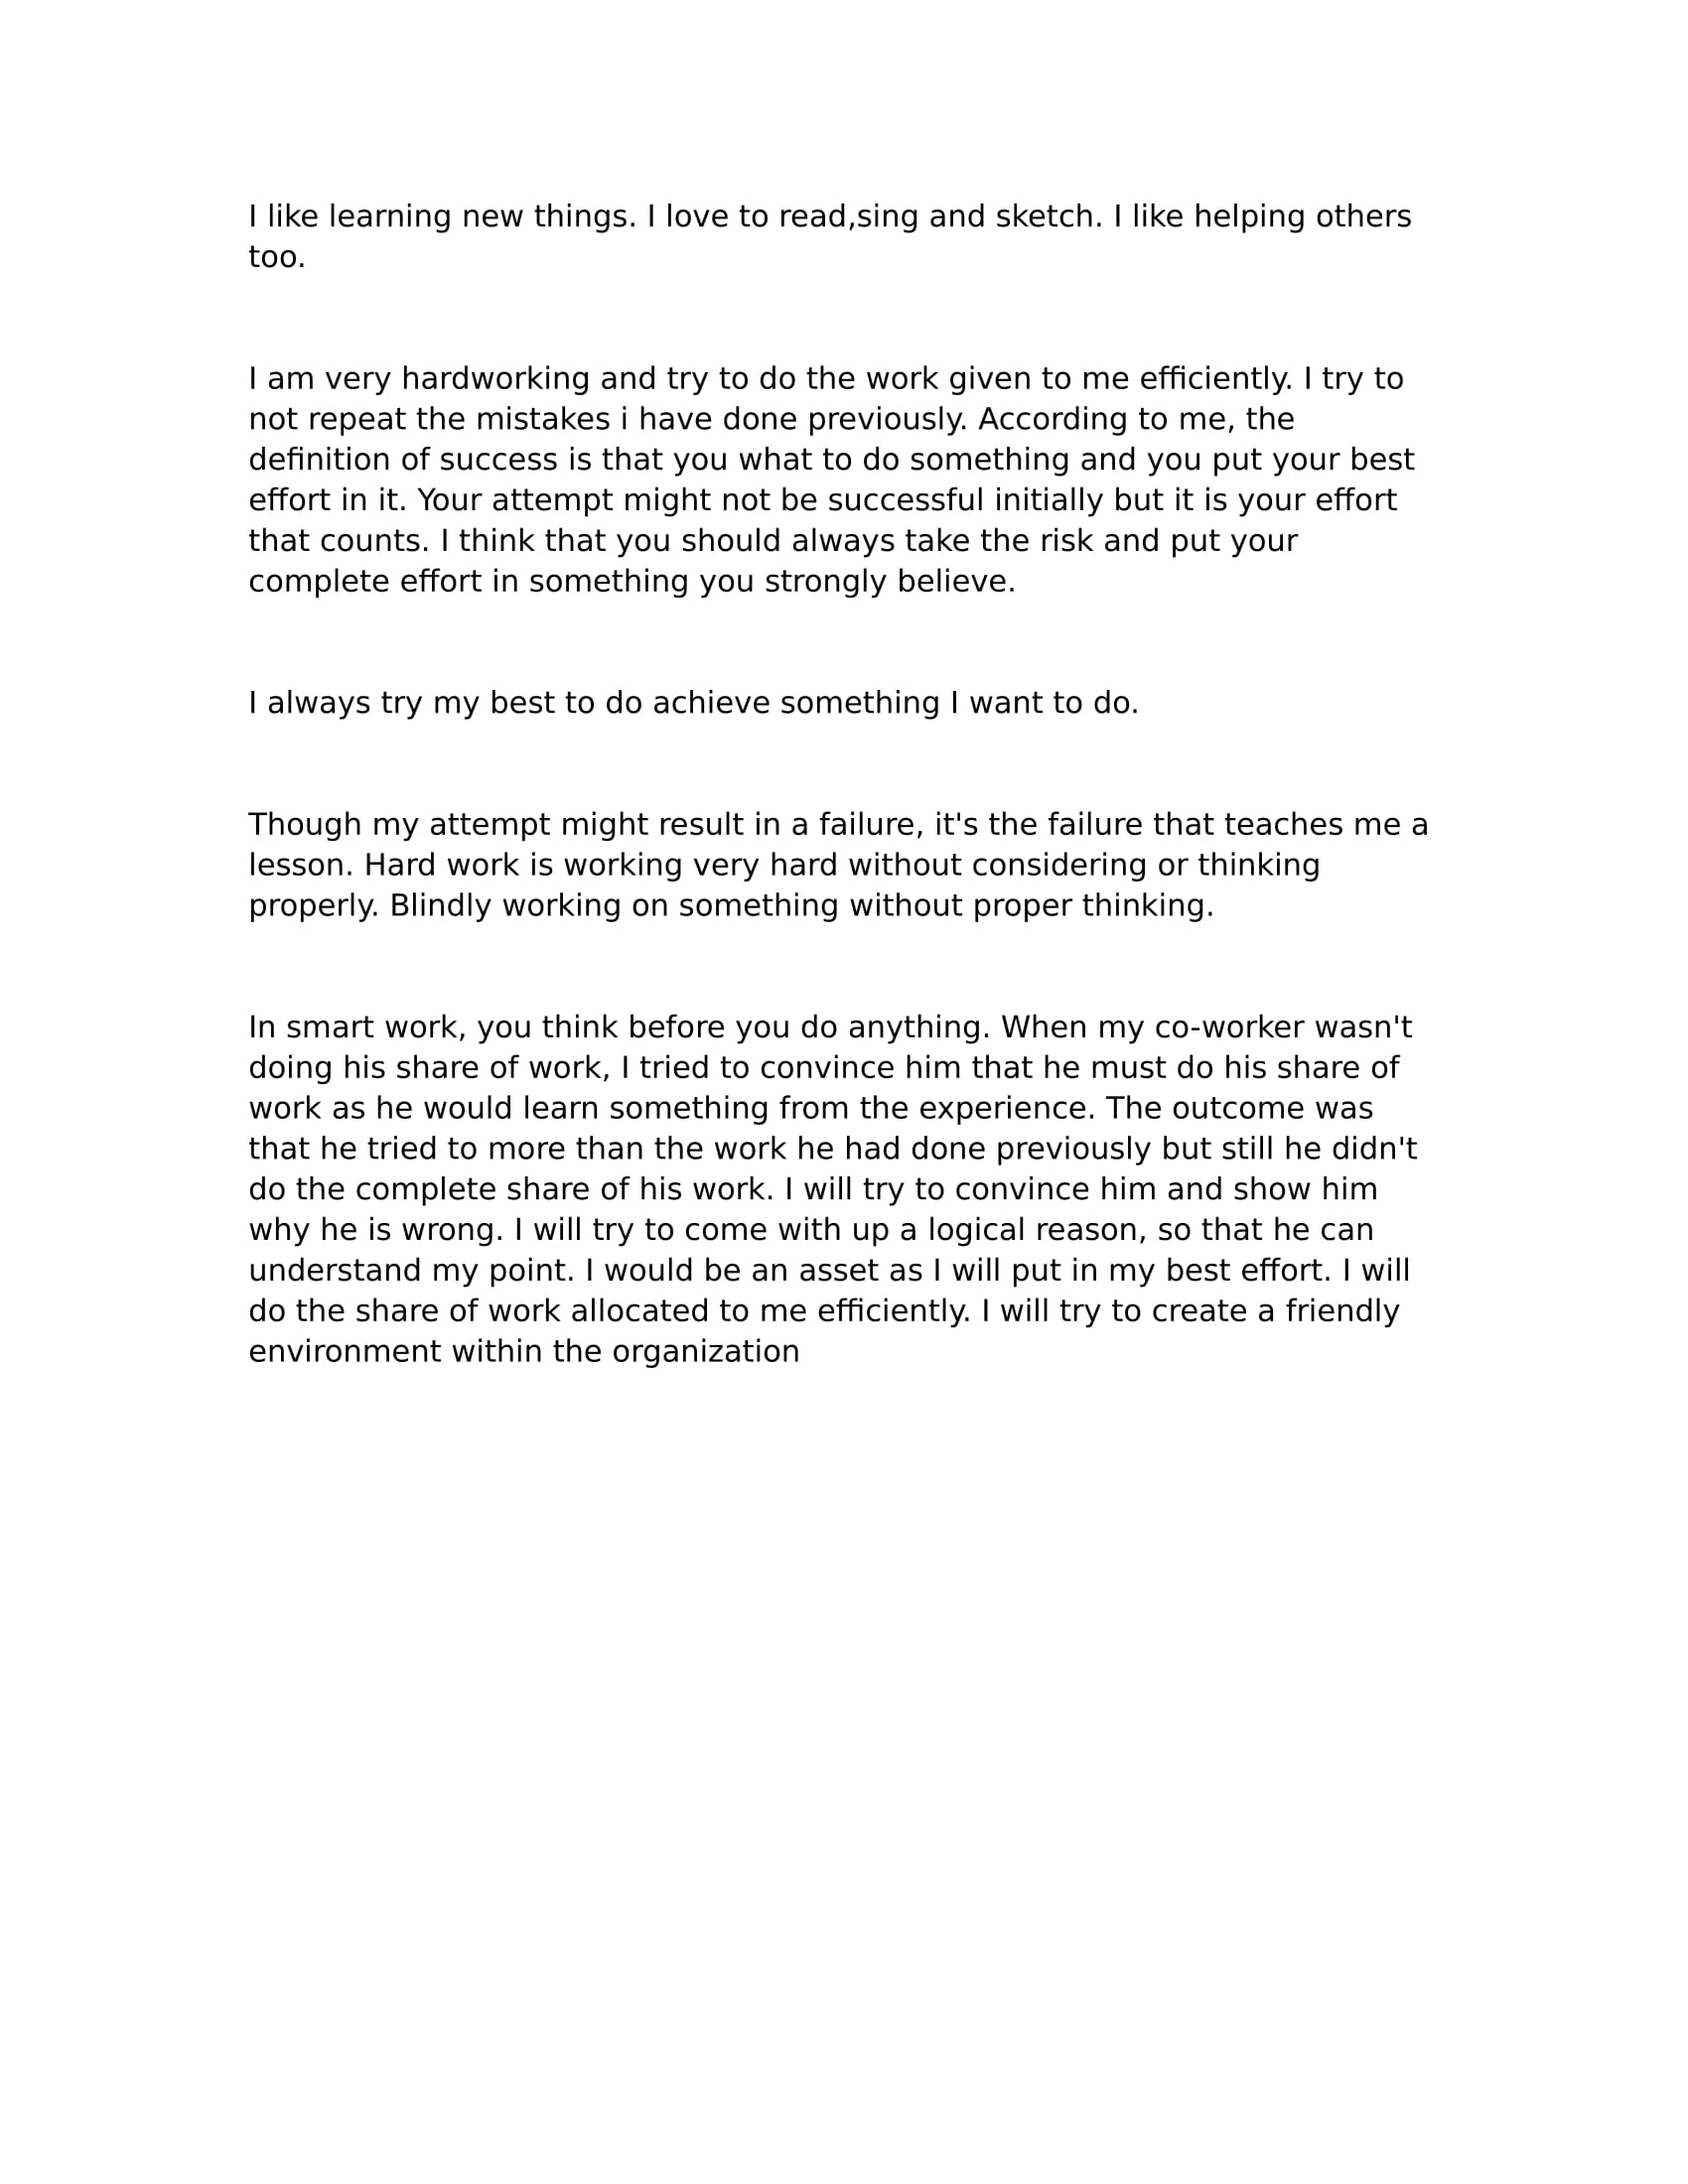 I like learning new things. I love to read,sing and sketch. I like helping others
too.
I am very hardworking and try to do the work given to me efficiently. I try to
not repeat the mistakes i have done previously. According to me, the
definition of success is that you what to do something and you put your best
effort in it. Your attempt might not be successful initially but it is your effort
that counts. I think that you should always take the risk and put your
complete effort in something you strongly believe.
I always try my best to do achieve something I want to do.
Though my attempt might result in a failure, it's the failure that teaches me a
lesson. Hard work is working very hard without considering or thinking
properly. Blindly working on something without proper thinking.
In smart work, you think before you do anything. When my co-worker wasn't
doing his share of work, I tried to convince him that he must do his share of
work as he would learn something from the experience. The outcome was
that he tried to more than the work he had done previously but still he didn't
do the complete share of his work. I will try to convince him and show him
why he is wrong. I will try to come with up a logical reason, so that he can
understand my point. I would be an asset as I will put in my best effort. I will
do the share of work allocated to me efficiently. I will try to create a friendly
environment within the organization